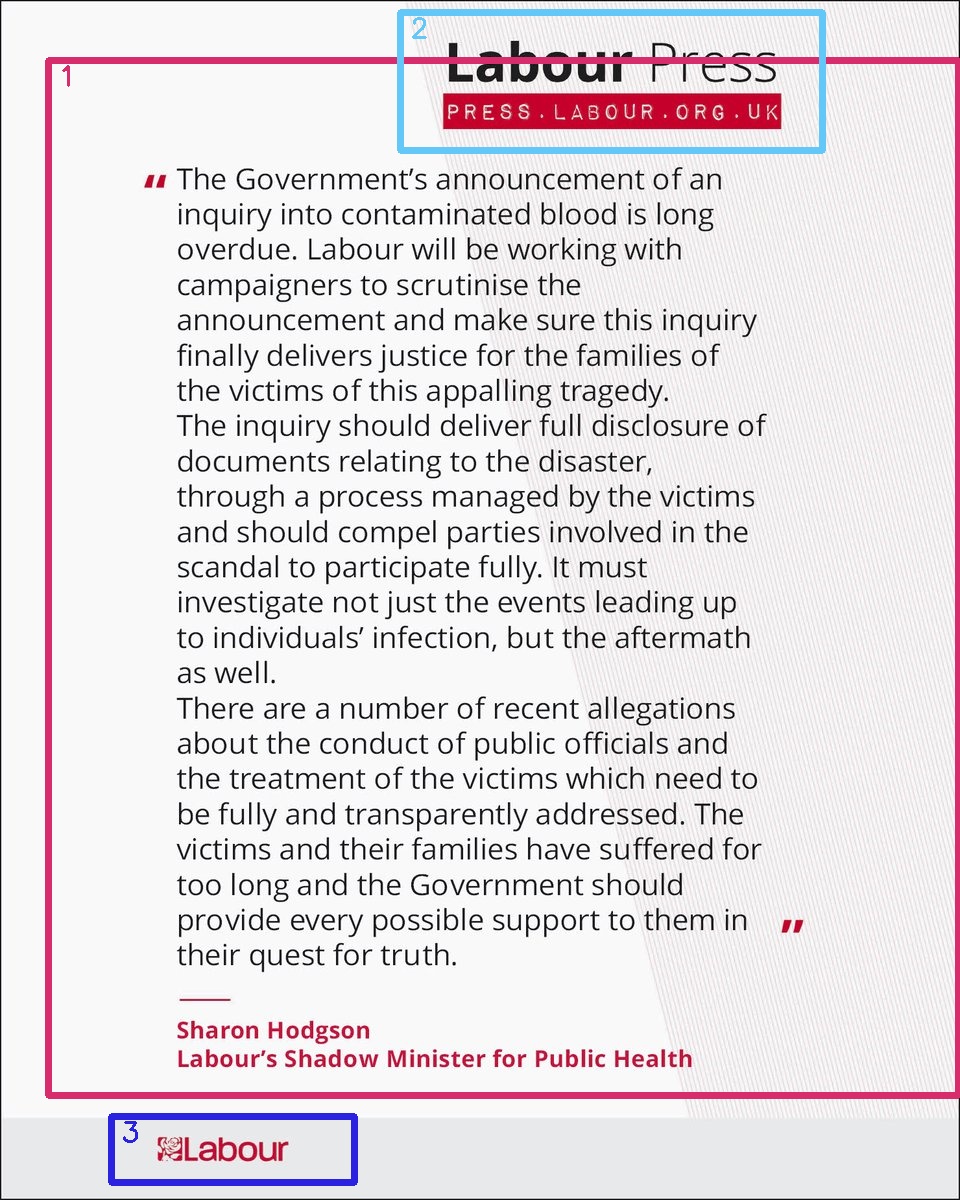 Labour Press
PRESS.LABOUR.ORG.UK
“ The Government’s announcement of an
inquiry into contaminated blood is long
overdue. Labour will be working with
campaigners to scrutinise the
announcement and make sure this inquiry
finally delivers justice for the families of
the victims of this appalling tragedy.
The inquiry should deliver full disclosure of
documents relating to the disaster,
through a process managed by the victims
and should compel parties involved in the
scandal to participate fully. It must
investigate not just the events leading up
to individuals’ infection, but the aftermath
as well.
There are a number of recent allegations
about the conduct of public officials and
the treatment of the victims which need to
be fully and transparently addressed. The
victims and their families have suffered for
too long and the Government should
provide every possible support to them in
their quest for truth. ”
Sharon Hodgson
Labour’s Shadow Minister for Public Health
Labour
1
2
3